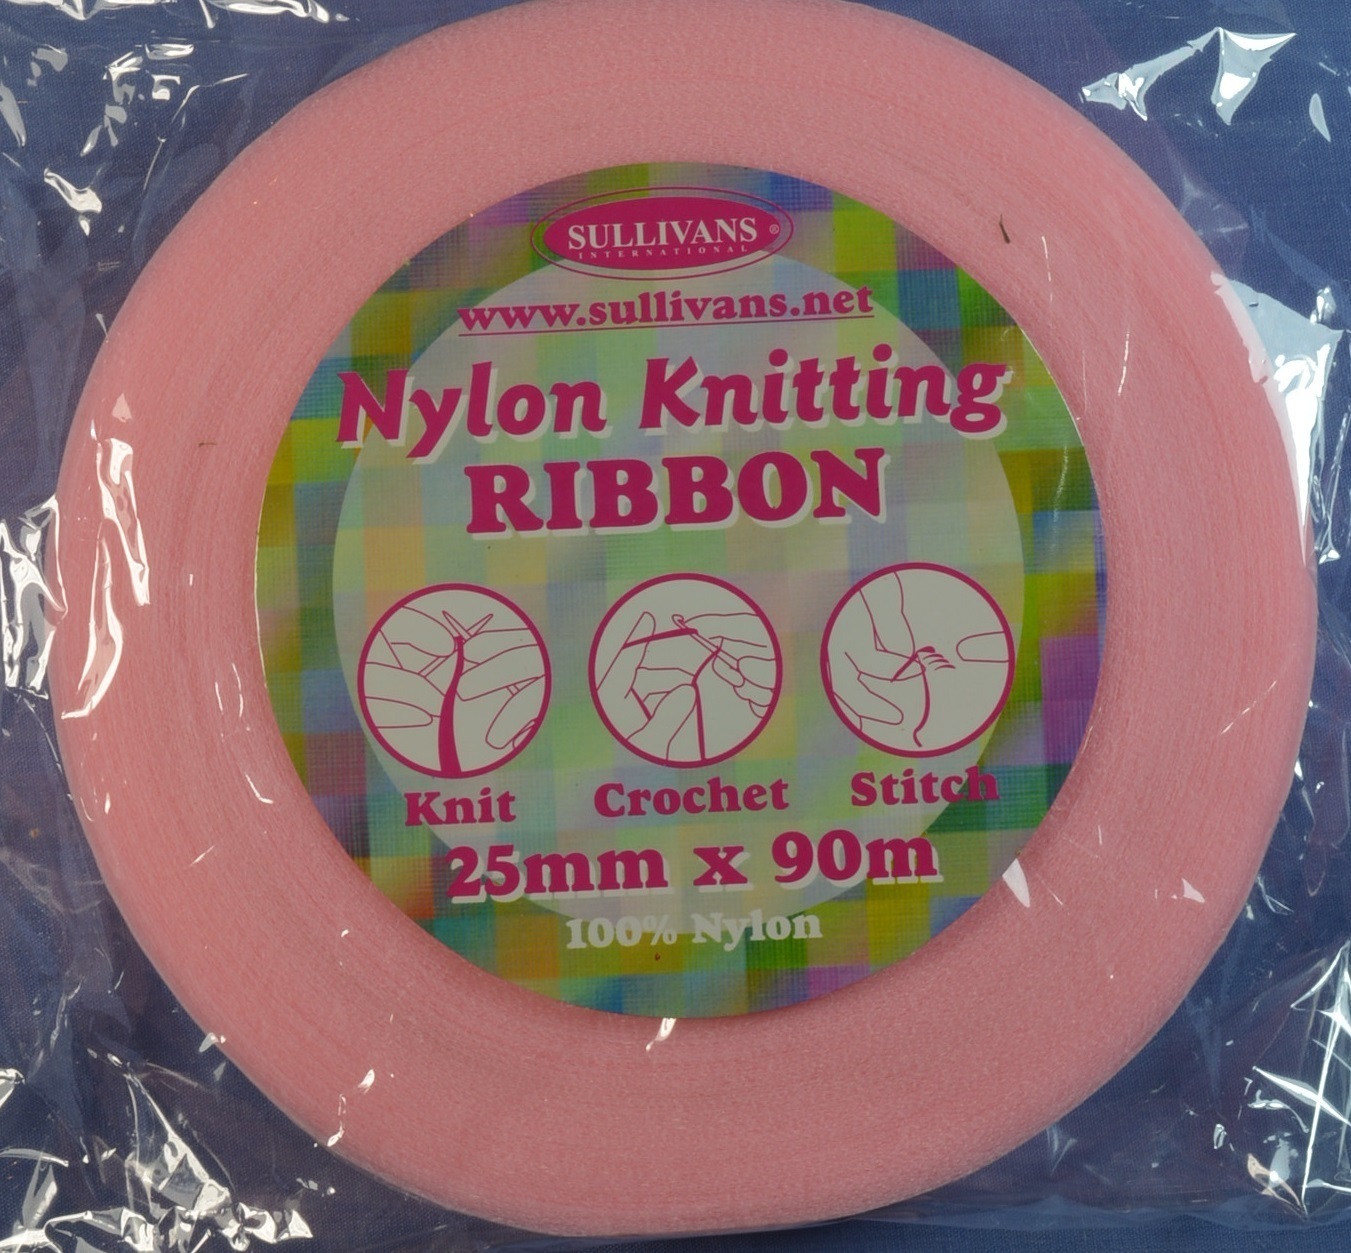 SULLIVANS ®
INTERNATIONAL
www.sullivans.net
Nylon Knitting
RIBBON
Knit Crochet Stitch
25mm x 90m
100% Nylon